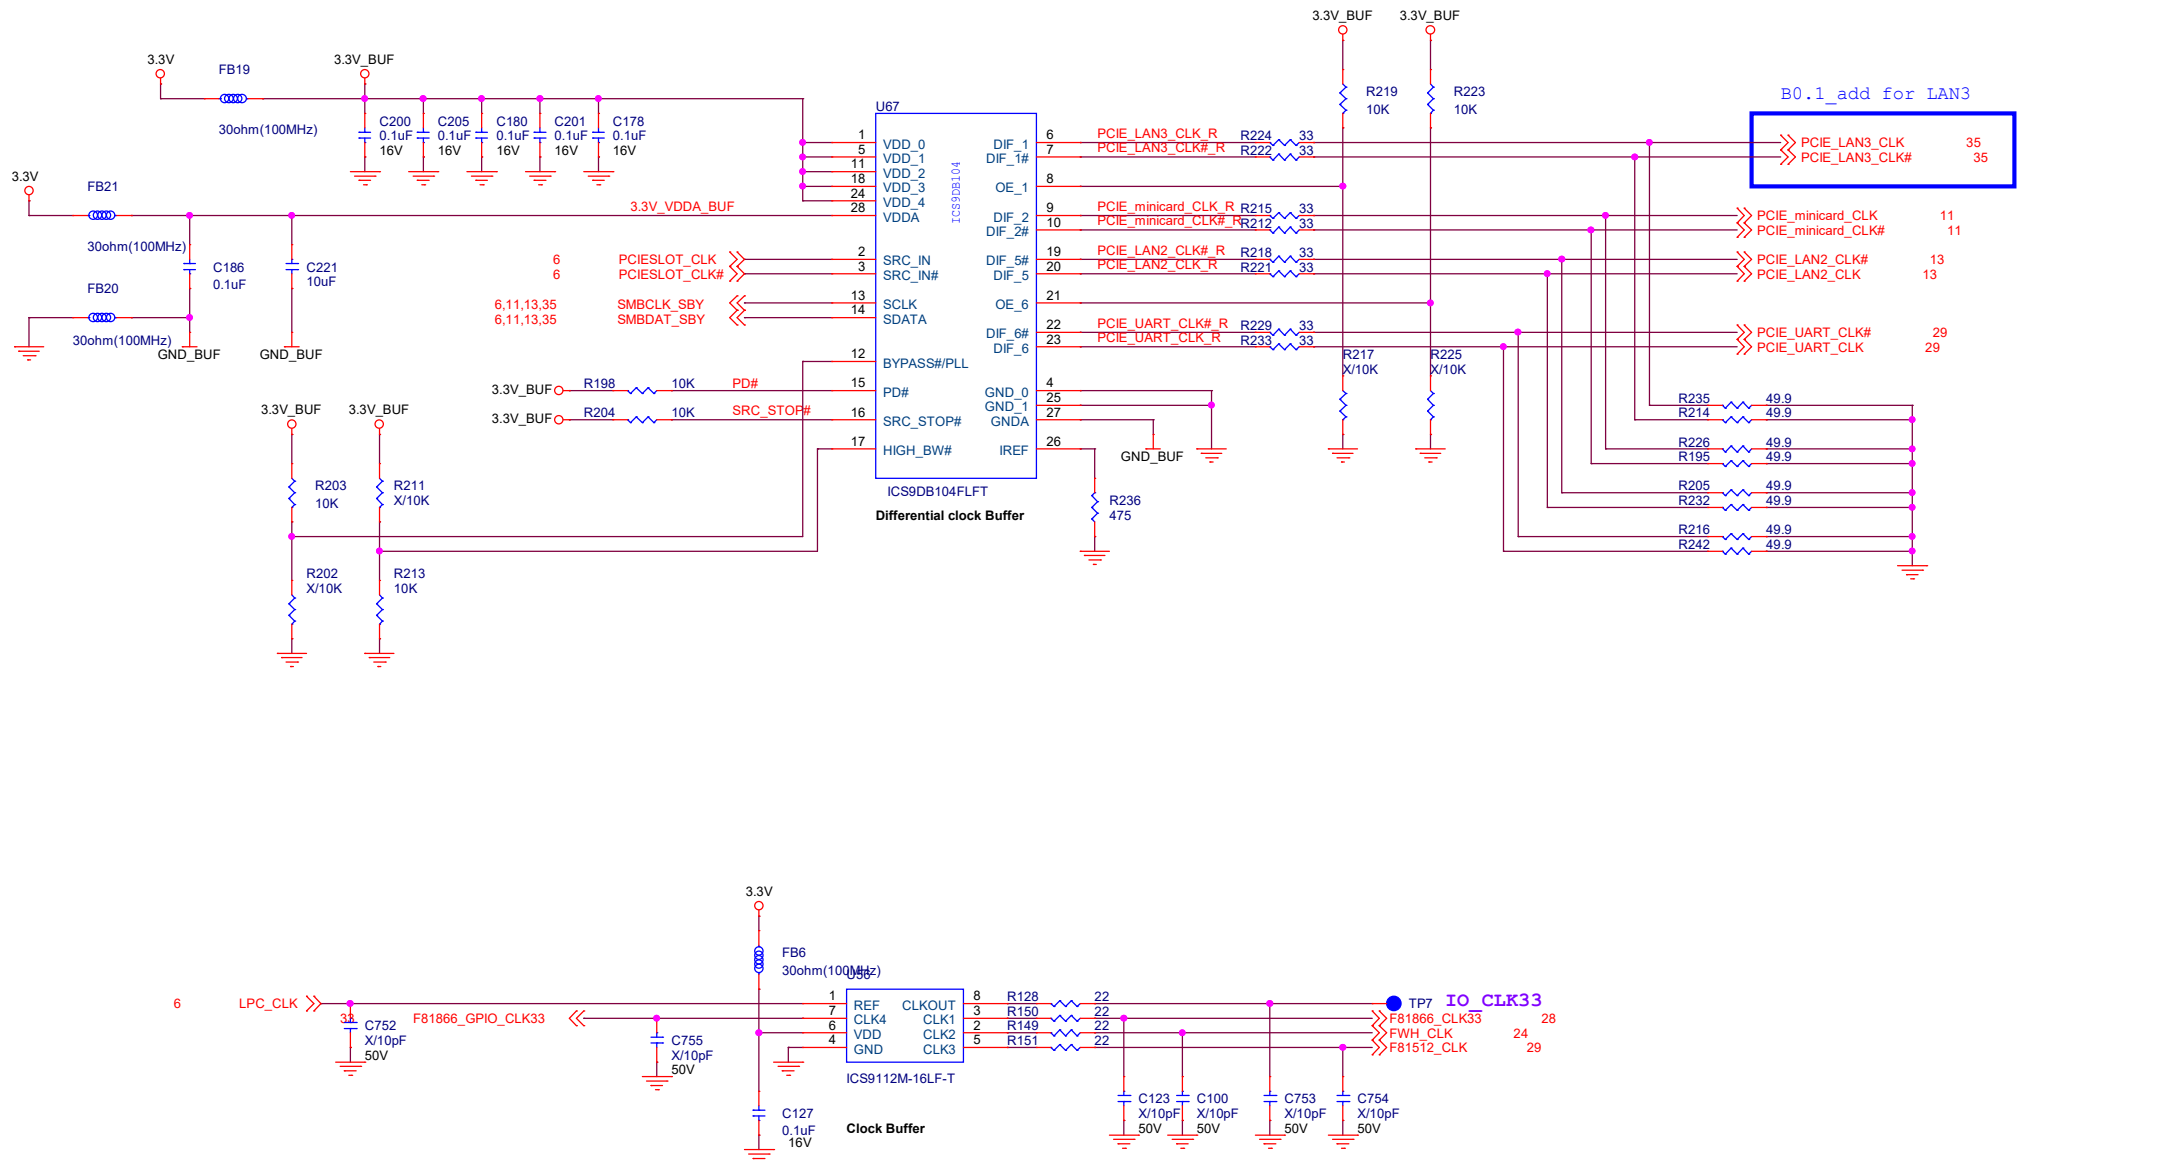 3.3V_BUF 3.3V_BUF
3.3V FB19 3.3V_BUF
30ohm(100MHz)
C200 0.1uF 16V
C205 0.1uF 16V
C180 0.1uF 16V
C201 0.1uF 16V
C178 0.1uF 16V
R219 10K
R223 10K
B0.1_add for LAN3
PCIE_LAN3_CLK 35
PCIE_LAN3_CLK# 35
3.3V FB21
30ohm(100MHz)
3.3V_VDDA_BUF
C186 0.1uF
C221 10uF
FB20
30ohm(100MHz)
GND_BUF GND_BUF
6 PCIESLOT_CLK
6 PCIESLOT_CLK#
6,11,13,35 SMBCLK_SBY
6,11,13,35 SMBDAT_SBY
3.3V_BUF R198 10K PD#
3.3V_BUF R204 10K SRC_STOP#
3.3V_BUF 3.3V_BUF
R203 10K
R211 X/10K
R202 X/10K
R213 10K
U67
ICS9DB104
1 VDD_0
5 VDD_1
11 VDD_2
18 VDD_3
24 VDD_4
28 VDDA
2 SRC_IN
3 SRC_IN#
13 SCLK
14 SDATA
12 BYPASS#/PLL
15 PD#
16 SRC_STOP#
17 HIGH_BW#
DIF_1 6 PCIE_LAN3_CLK_R R224 33
DIF_1# 7 PCIE_LAN3_CLK#_R R222 33
OE_1 8
DIF_2 9 PCIE_minicard_CLK_R R215 33
DIF_2# 10 PCIE_minicard_CLK#_R R212 33
DIF_5# 19 PCIE_LAN2_CLK#_R R218 33
DIF_5 20 PCIE_LAN2_CLK_R R221 33
OE_6 21
DIF_6# 22 PCIE_UART_CLK#_R R229 33
DIF_6 23 PCIE_UART_CLK_R R233 33
GND_0 4
GND_1 25
GNDA 27
IREF 26
GND_BUF
ICS9DB104FLFT
Differential clock Buffer
R236 475
R217 X/10K
R225 X/10K
PCIE_minicard_CLK 11
PCIE_minicard_CLK# 11
PCIE_LAN2_CLK# 13
PCIE_LAN2_CLK 13
PCIE_UART_CLK# 29
PCIE_UART_CLK 29
R235 49.9
R214 49.9
R226 49.9
R195 49.9
R205 49.9
R232 49.9
R216 49.9
R242 49.9
3.3V
FB6
30ohm(100MHz)
U56
6 LPC_CLK
33 F81866_GPIO_CLK33
C752 X/10pF 50V
C755 X/10pF 50V
1 REF
7 CLK4
6 VDD
4 GND
CLKOUT 8 R128 22
CLK1 3 R150 22
CLK2 2 R149 22
CLK3 5 R151 22
TP7 IO_CLK33
F81866_CLK33 28
FWH_CLK 24
F81512_CLK 29
ICS9112M-16LF-T
C127 0.1uF 16V
Clock Buffer
C123 X/10pF 50V
C100 X/10pF 50V
C753 X/10pF 50V
C754 X/10pF 50V